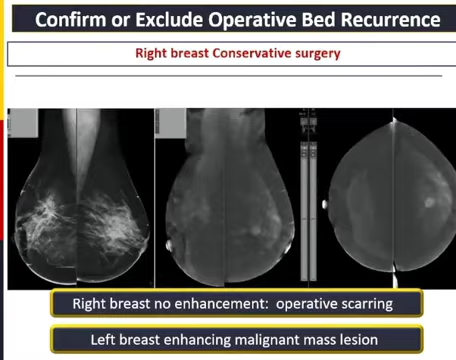 Confirm or Exclude Operative Bed Recurrence
Right breast Conservative surgery
Right breast no enhancement: operative scarring
Left breast enhancing malignant mass lesion